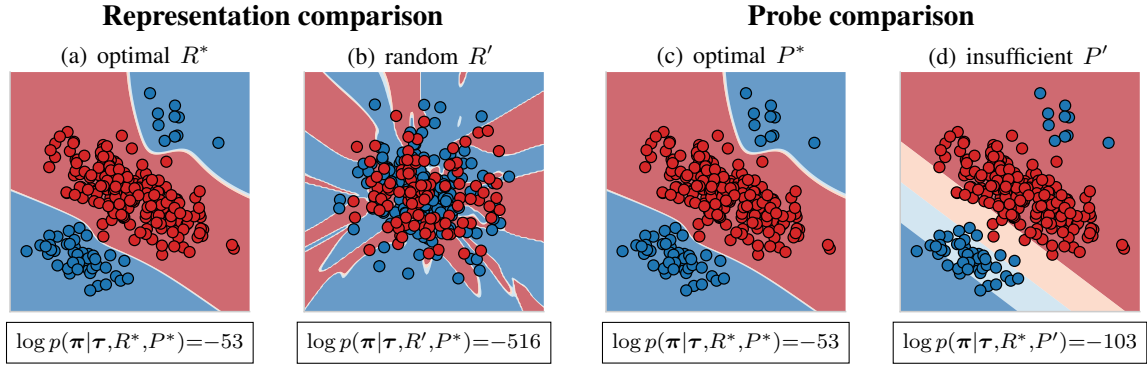 Representation comparison
Probe comparison
(a) optimal R*
(b) random R′
(c) optimal P*
(d) insufficient P′
log p(π|τ,R*,P*)=−53
log p(π|τ,R′,P*)=−516
log p(π|τ,R*,P*)=−53
log p(π|τ,R*,P′)=−103